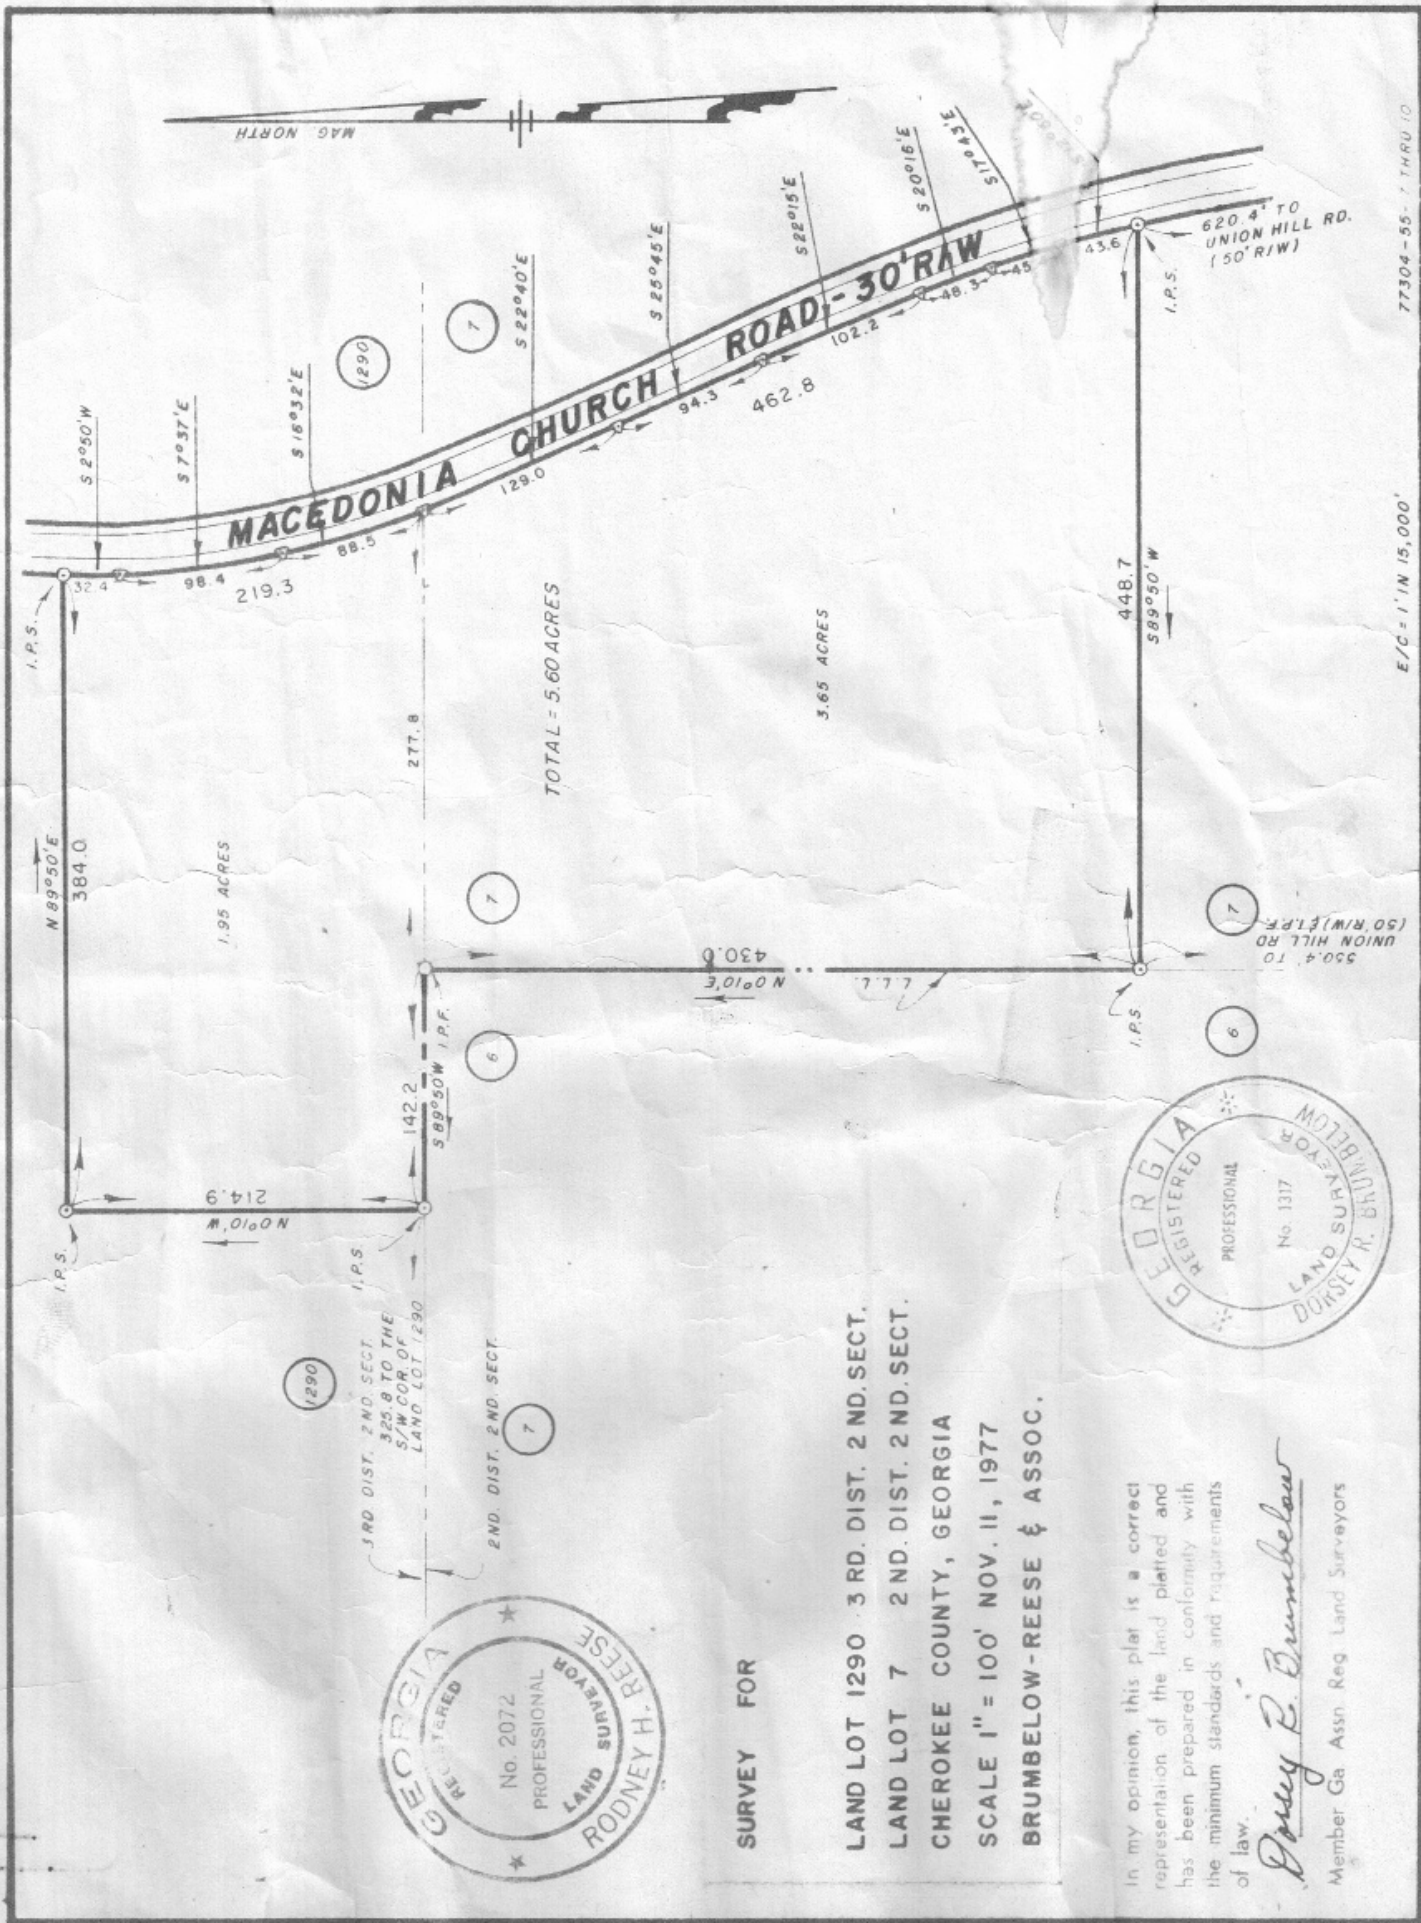 MAG NORTH
I.P.S.
N 89°50'E
384.0
S 2°50'W
32.4
S 7°37'E
98.4
219.3
S 16°32'E
88.5
MACEDONIA CHURCH ROAD - 30' R/W
1290
7
S 22°40'E
129.0
S 25°45'E
94.3
462.8
S 22°15'E
102.2
S 20°16'E
48.3
S 17°43'E
45
43.6
620.4' TO
UNION HILL RD.
(50' R/W)
I.P.S.
1.95 ACRES
277.8
TOTAL = 5.60 ACRES
3.65 ACRES
448.7
S89°50'W
I.P.S.
214.9
N 0°10'W
I.P.S.
142.2
S 89°50'W I.P.F.
7
6
430.0
N 0°10'E
L.L.L.
I.P.S.
7
6
550.4' TO
UNION HILL RD
(50 R/W) & I.P.F.
1290
3RD DIST. 2ND. SECT.
325.8 TO THE
S/W COR. OF
LAND LOT 1290
2ND. DIST. 2ND. SECT.
7
GEORGIA
REGISTERED
No. 2072
PROFESSIONAL
LAND SURVEYOR
RODNEY H. REESE
SURVEY FOR
LAND LOT 1290 3 RD. DIST. 2 ND. SECT.
LAND LOT 7 2 ND. DIST. 2 ND. SECT.
CHEROKEE COUNTY, GEORGIA
SCALE 1" = 100' NOV. 11, 1977
BRUMBELOW-REESE & ASSOC.
GEORGIA
REGISTERED
PROFESSIONAL
No. 1317
LAND SURVEYOR
DORSEY R. BRUMBELOW
In my opinion, this plat is a correct
representation of the land platted and
has been prepared in conformity with
the minimum standards and requirements
of law.
Dorsey R. Brumbelow
Member Ga. Assn. Reg. Land Surveyors
E/C = 1' IN 15,000'
77304-55- 7 THRU 10